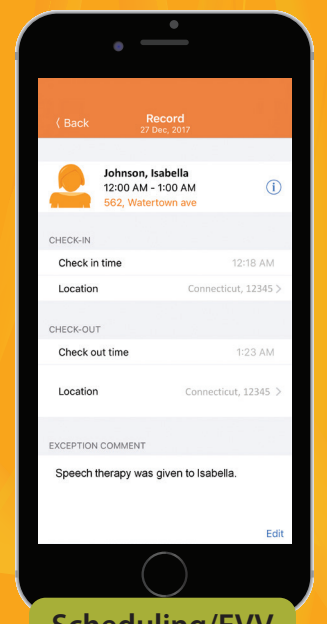 Back
Record
27 Dec, 2017
Johnson, Isabella
12:00 AM - 1:00 AM
562, Watertown ave
CHECK-IN
Check in time 12:18 AM
Location Connecticut, 12345
CHECK-OUT
Check out time 1:23 AM
Location Connecticut, 12345
EXCEPTION COMMENT
Speech therapy was given to Isabella.
Edit
Scheduling/EVV